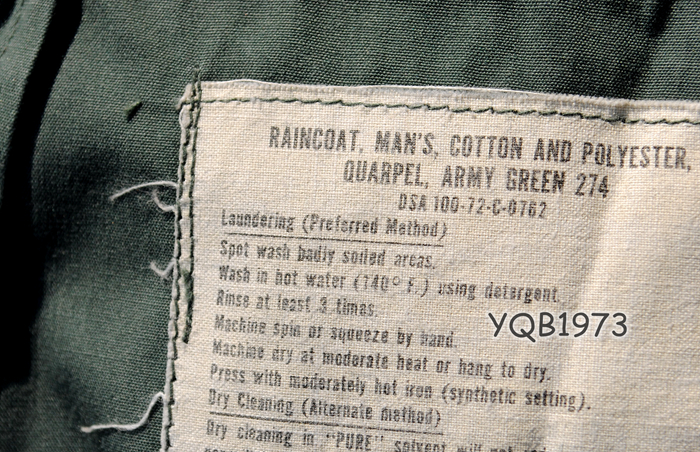 RAINCOAT, MAN'S, COTTON AND POLYESTER,
QUARPEL, ARMY GREEN 274
DSA 100-72-C-0762
Laundering (Preferred Method)
Spot wash badly soiled areas.
Wash in hot water (140° F.) using detergent.
Rinse at least 3 times.
Machine spin or squeeze by hand.
Machine dry at moderate heat or hang to dry.
Press with moderately hot iron (synthetic setting).
Dry Cleaning (Alternate method)
Dry cleaning in "PURE" solvent will not
YQB1973